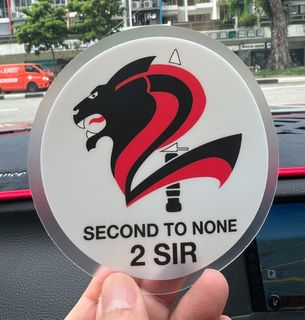 SECOND TO NONE
2 SIR